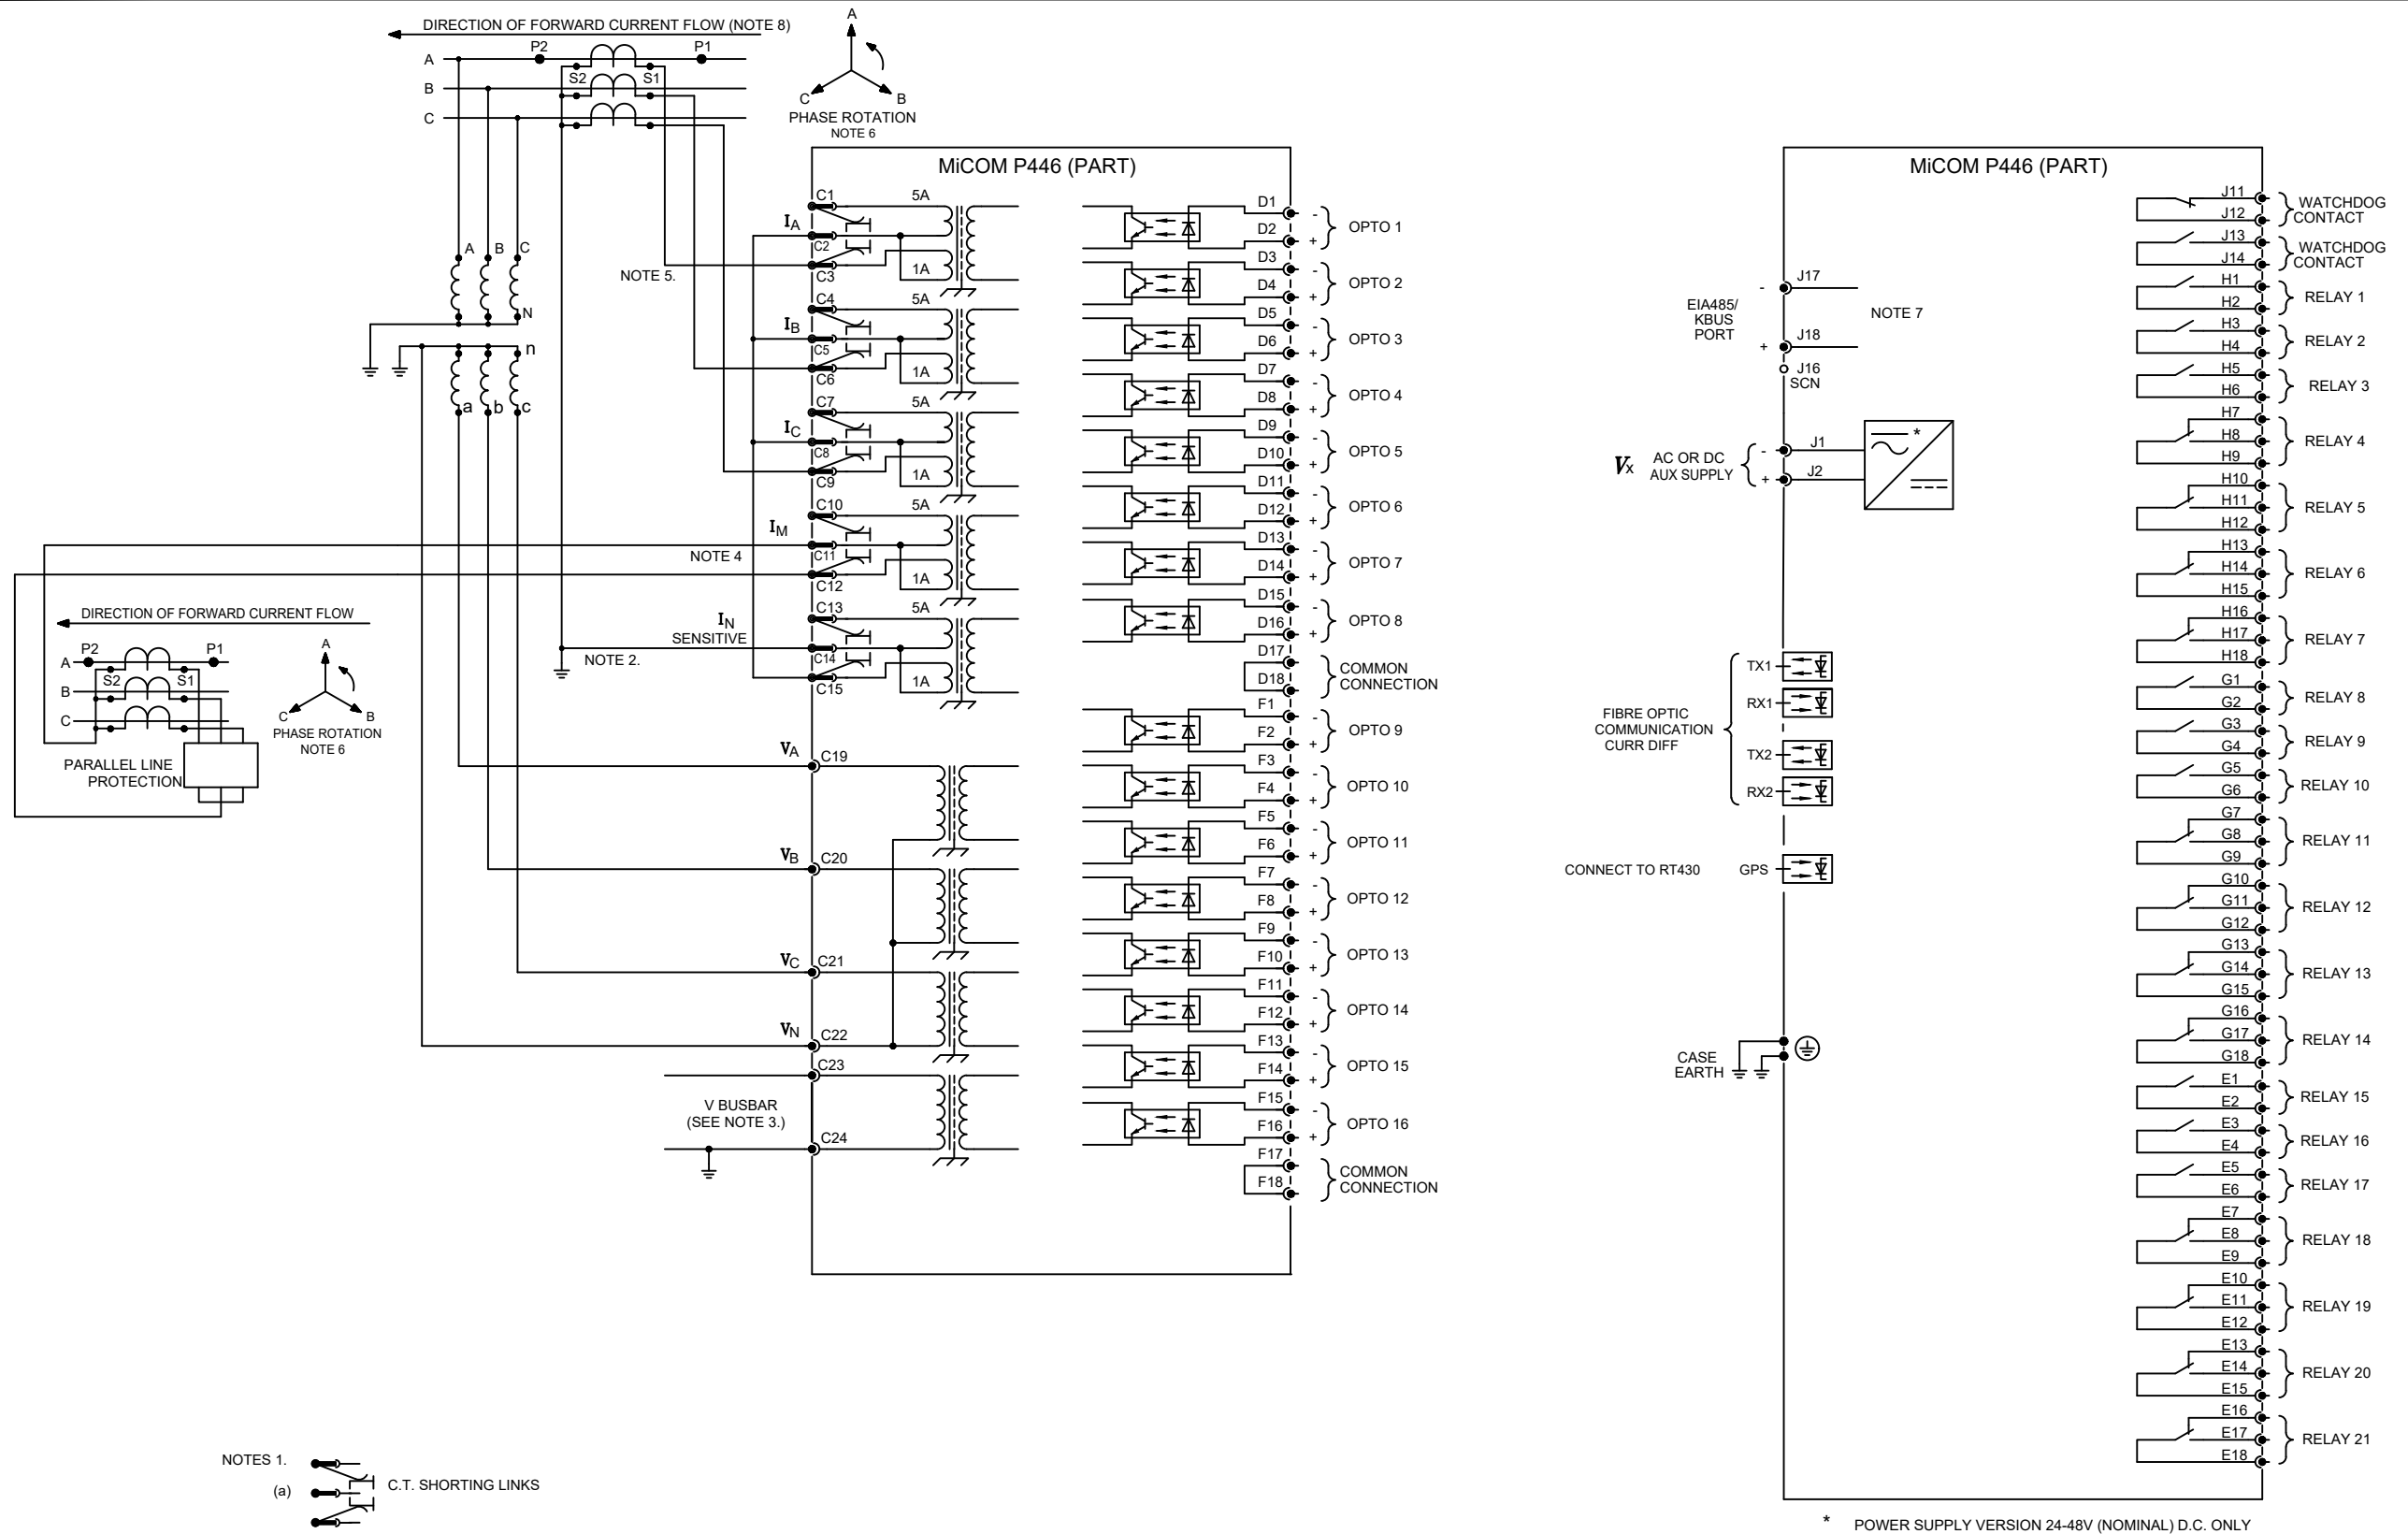 DIRECTION OF FORWARD CURRENT FLOW (NOTE 8)
A
P2
P1
S2
S1
B
C
A
C
B
PHASE ROTATION
NOTE 6
A
B
C
N
n
a
b
c
NOTE 5.
NOTE 4
NOTE 2.
DIRECTION OF FORWARD CURRENT FLOW
A
P2
P1
S2
S1
B
C
A
C
B
PHASE ROTATION
NOTE 6
PARALLEL LINE
PROTECTION
MiCOM P446 (PART)
C1
5A
IA
C2
C3
1A
C4
5A
IB
C5
C6
1A
C7
5A
IC
C8
C9
1A
C10
5A
IM
C11
C12
1A
C13
5A
IN
SENSITIVE
C14
C15
1A
VA
C19
VB
C20
VC
C21
VN
C22
C23
V BUSBAR
(SEE NOTE 3.)
C24
D1
-
D2
+
OPTO 1
D3
-
D4
+
OPTO 2
D5
-
D6
+
OPTO 3
D7
-
D8
+
OPTO 4
D9
-
D10
+
OPTO 5
D11
-
D12
+
OPTO 6
D13
-
D14
+
OPTO 7
D15
-
D16
+
OPTO 8
D17
D18
COMMON
CONNECTION
F1
-
F2
+
OPTO 9
F3
-
F4
+
OPTO 10
F5
-
F6
+
OPTO 11
F7
-
F8
+
OPTO 12
F9
-
F10
+
OPTO 13
F11
-
F12
+
OPTO 14
F13
-
F14
+
OPTO 15
F15
-
F16
+
OPTO 16
F17
F18
COMMON
CONNECTION
MiCOM P446 (PART)
EIA485/
KBUS
PORT
-
J17
+
J18
J16
SCN
NOTE 7
Vx
AC OR DC
AUX SUPPLY
-
J1
+
J2
*
FIBRE OPTIC
COMMUNICATION
CURR DIFF
TX1
RX1
TX2
RX2
CONNECT TO RT430
GPS
CASE
EARTH
J11
J12
WATCHDOG
CONTACT
J13
J14
WATCHDOG
CONTACT
H1
H2
RELAY 1
H3
H4
RELAY 2
H5
H6
RELAY 3
H7
H8
H9
RELAY 4
H10
H11
H12
RELAY 5
H13
H14
H15
RELAY 6
H16
H17
H18
RELAY 7
G1
G2
RELAY 8
G3
G4
RELAY 9
G5
G6
RELAY 10
G7
G8
G9
RELAY 11
G10
G11
G12
RELAY 12
G13
G14
G15
RELAY 13
G16
G17
G18
RELAY 14
E1
E2
RELAY 15
E3
E4
RELAY 16
E5
E6
RELAY 17
E7
E8
E9
RELAY 18
E10
E11
E12
RELAY 19
E13
E14
E15
RELAY 20
E16
E17
E18
RELAY 21
NOTES 1.
(a)
C.T. SHORTING LINKS
* POWER SUPPLY VERSION 24-48V (NOMINAL) D.C. ONLY